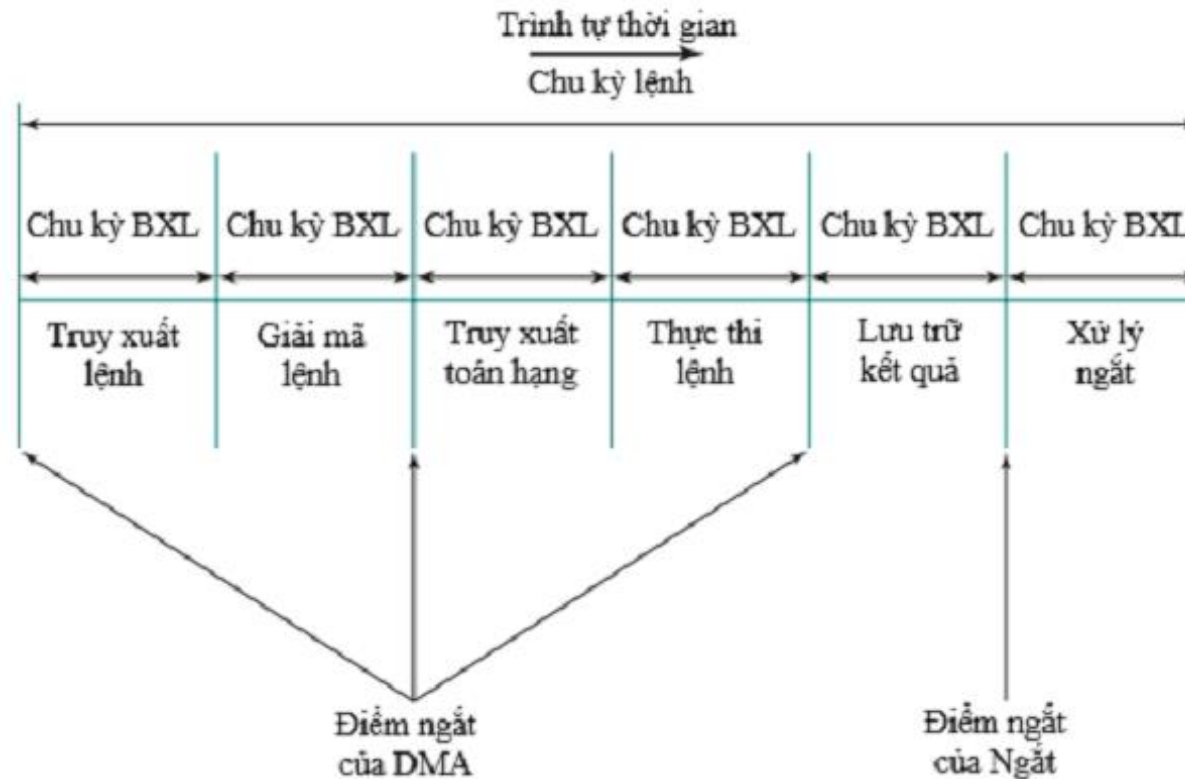 Trình tự thời gian
Chu kỳ lệnh
Chu kỳ BXL Chu kỳ BXL Chu kỳ BXL Chu kỳ BXL Chu kỳ BXL Chu kỳ BXL
Truy xuất
lệnh
Giải mã
lệnh
Truy xuất
toán hạng
Thực thi
lệnh
Lưu trữ
kết quả
Xử lý
ngắt
Điểm ngắt
của DMA
Điểm ngắt
của Ngắt